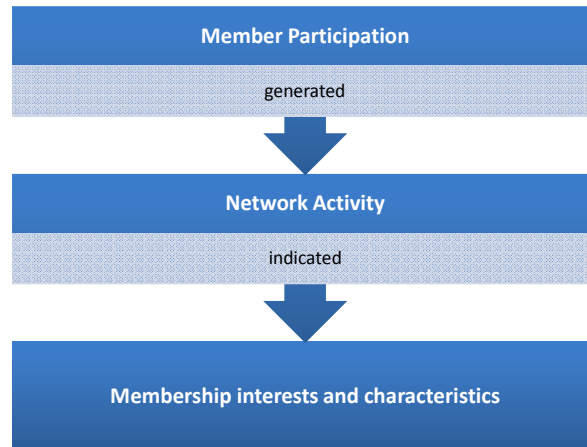 Member Participation
generated
Network Activity
indicated
Membership interests and characteristics